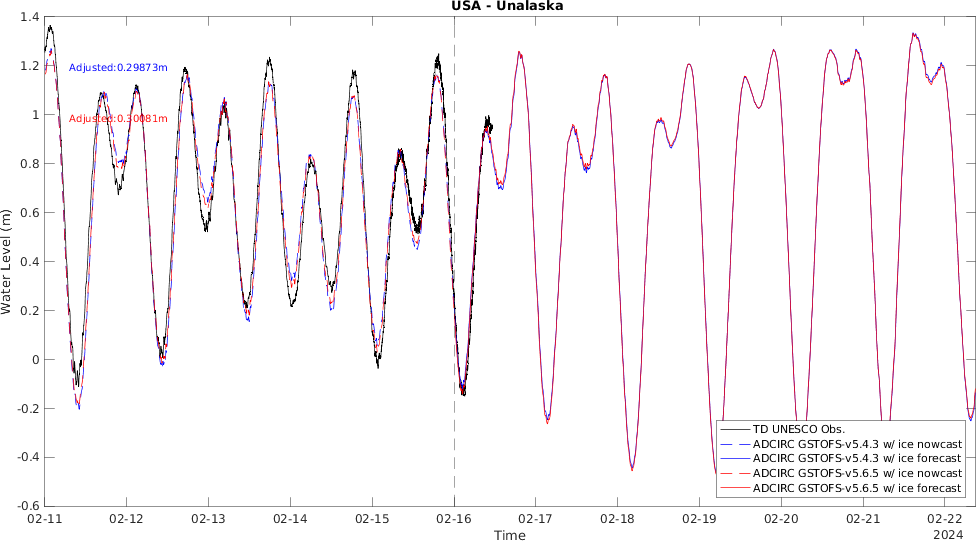 USA - Unalaska
1.4
1.2
1
0.8
0.6
0.4
0.2
0
-0.2
-0.4
-0.6
Water Level (m)
Adjusted:0.29873m
Adjusted:0.30081m
TD UNESCO Obs.
ADCIRC GSTOFS-v5.4.3 w/ ice nowcast
ADCIRC GSTOFS-v5.4.3 w/ ice forecast
ADCIRC GSTOFS-v5.6.5 w/ ice nowcast
ADCIRC GSTOFS-v5.6.5 w/ ice forecast
02-11 02-12 02-13 02-14 02-15 02-16 02-17 02-18 02-19 02-20 02-21 02-22
Time
2024